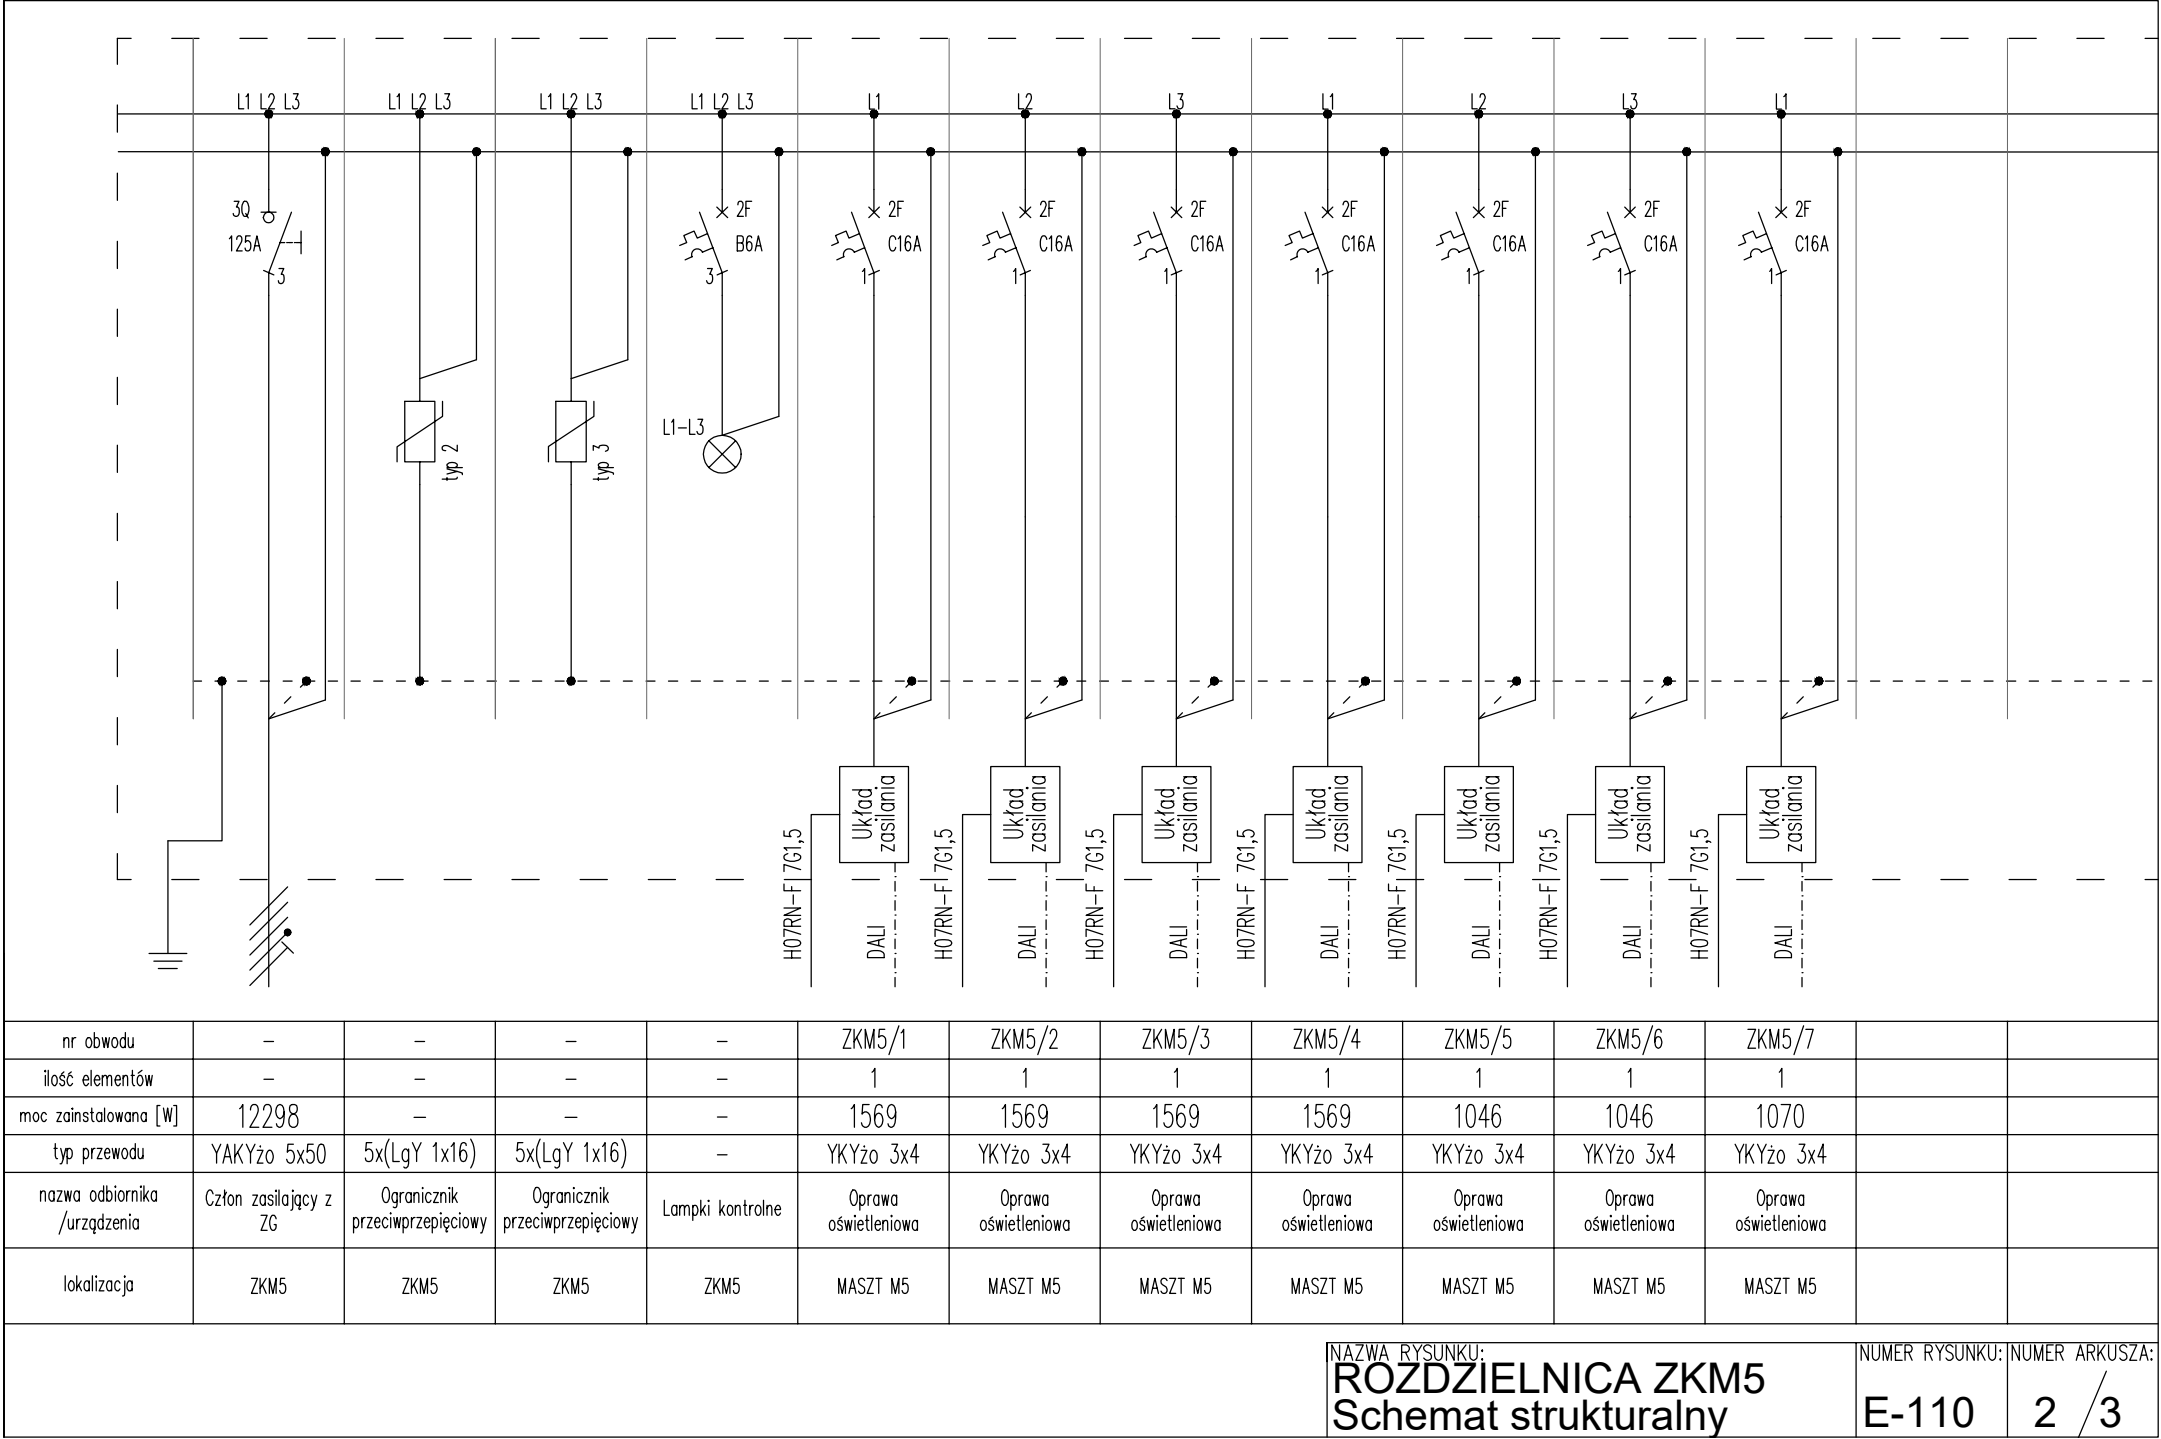 L1 L2 L3 L1 L2 L3 L1 L2 L3 L1 L2 L3 L1 L2 L3 L1 L2 L3 L1
3Q 2F 2F 2F 2F 2F 2F 2F 2F
125A B6A C16A C16A C16A C16A C16A C16A C16A
3 3 1 1 1 1 1 1 1
L1-L3
typ 2 typ 3
Układ zasilania Układ zasilania Układ zasilania Układ zasilania Układ zasilania Układ zasilania Układ zasilania
H07RN-F 7G1,5 H07RN-F 7G1,5 H07RN-F 7G1,5 H07RN-F 7G1,5 H07RN-F 7G1,5 H07RN-F 7G1,5 H07RN-F 7G1,5
DALI DALI DALI DALI DALI DALI DALI
nr obwodu - - - - ZKM5/1 ZKM5/2 ZKM5/3 ZKM5/4 ZKM5/5 ZKM5/6 ZKM5/7
ilość elementów - - - - 1 1 1 1 1 1 1
moc zainstalowana [W] 12298 - - - 1569 1569 1569 1569 1046 1046 1070
typ przewodu YAKYżo 5x50 5x(LgY 1x16) 5x(LgY 1x16) - YKYżo 3x4 YKYżo 3x4 YKYżo 3x4 YKYżo 3x4 YKYżo 3x4 YKYżo 3x4 YKYżo 3x4
nazwa odbiornika Człon zasilający z Ogranicznik Ogranicznik Lampki kontrolne Oprawa Oprawa Oprawa Oprawa Oprawa Oprawa Oprawa
/urządzenia ZG przeciwprzepięciowy przeciwprzepięciowy oświetleniowa oświetleniowa oświetleniowa oświetleniowa oświetleniowa oświetleniowa oświetleniowa
lokalizacja ZKM5 ZKM5 ZKM5 ZKM5 MASZT M5 MASZT M5 MASZT M5 MASZT M5 MASZT M5 MASZT M5 MASZT M5
NAZWA RYSUNKU:
ROZDZIELNICA ZKM5
Schemat strukturalny
NUMER RYSUNKU:
E-110
NUMER ARKUSZA:
2/3